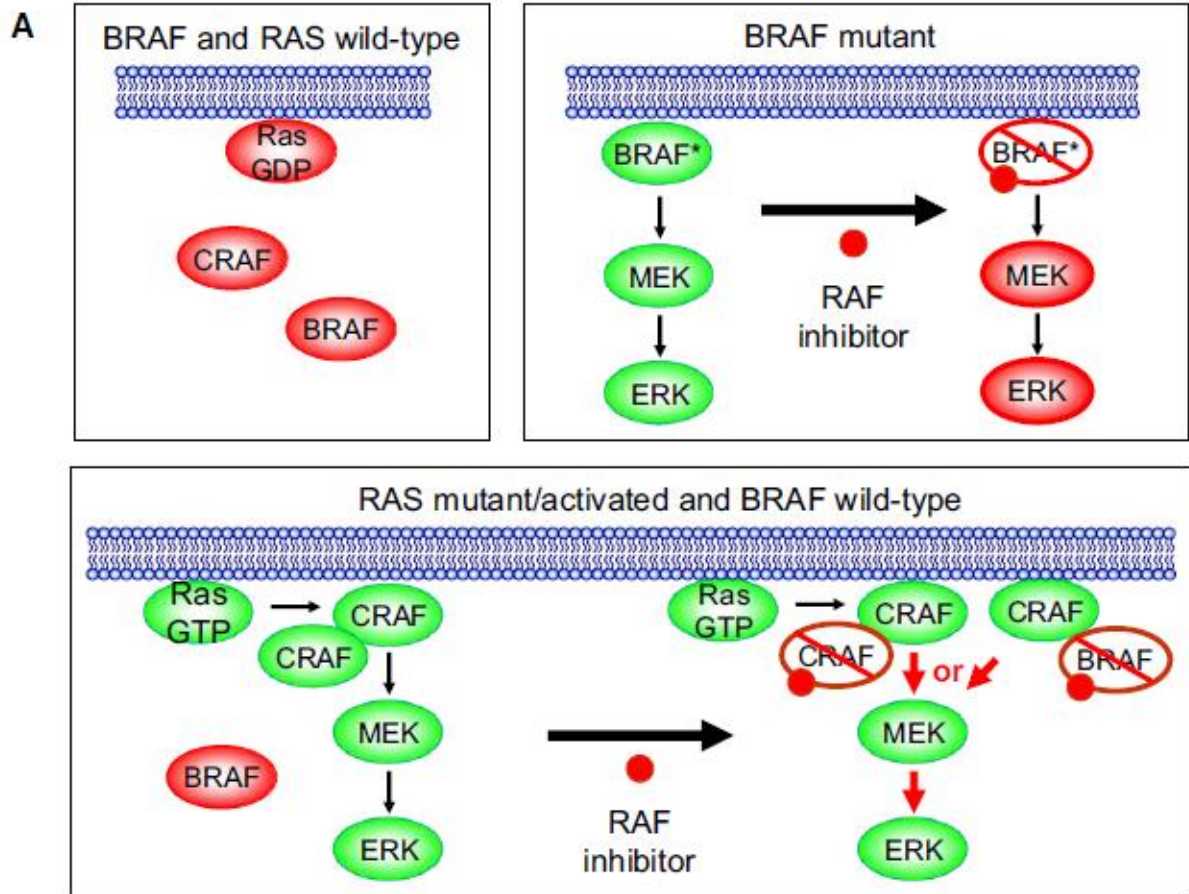 A
BRAF and RAS wild-type
Ras
GDP
CRAF
BRAF
BRAF mutant
BRAF*
MEK
ERK
RAF
inhibitor
BRAF*
MEK
ERK
RAS mutant/activated and BRAF wild-type
Ras
GTP
CRAF
CRAF
MEK
BRAF
ERK
RAF
inhibitor
Ras
GTP
CRAF
CRAF
CRAF
BRAF
or
MEK
ERK